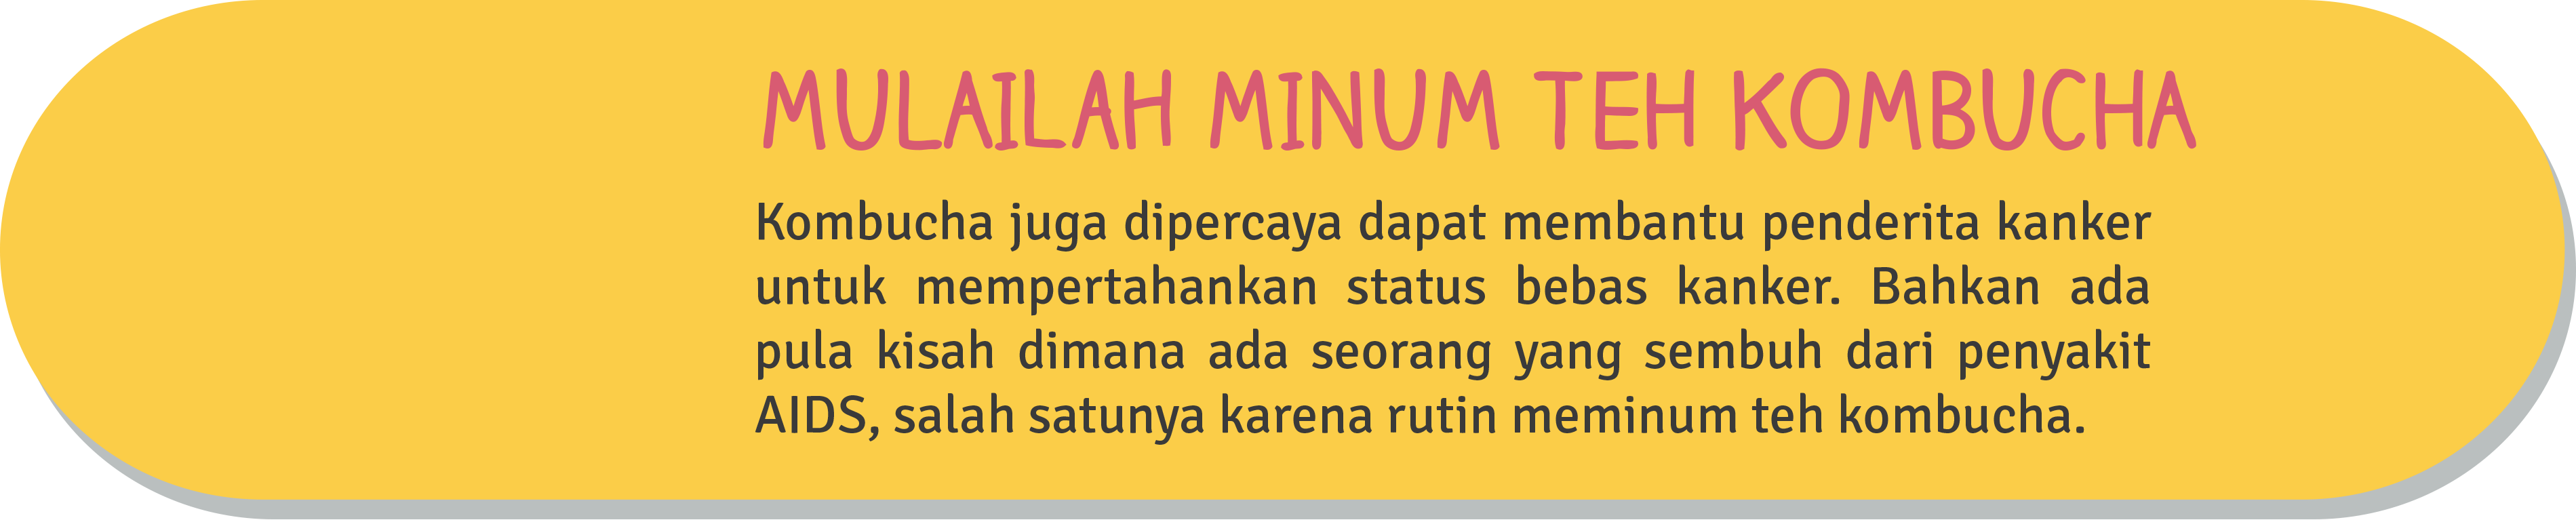 MULAILAH MINUM TEH KOMBUCHA
Kombucha juga dipercaya dapat membantu penderita kanker
untuk mempertahankan status bebas kanker. Bahkan ada
pula kisah dimana ada seorang yang sembuh dari penyakit
AIDS, salah satunya karena rutin meminum teh kombucha.